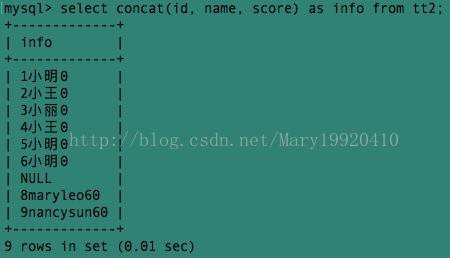 mysql> select concat(id, name, score) as info from tt2;
+-------------+
| info        |
+-------------+
| 1小明0      |
| 2小王0      |
| 3小丽0      |
| 4小王0      |
| 5小明0      |
| 6小明0      |
| NULL        |
| 8maryleo60  |
| 9nancysun60 |
+-------------+
9 rows in set (0.01 sec)
http://blog.csdn.net/Mary19920410